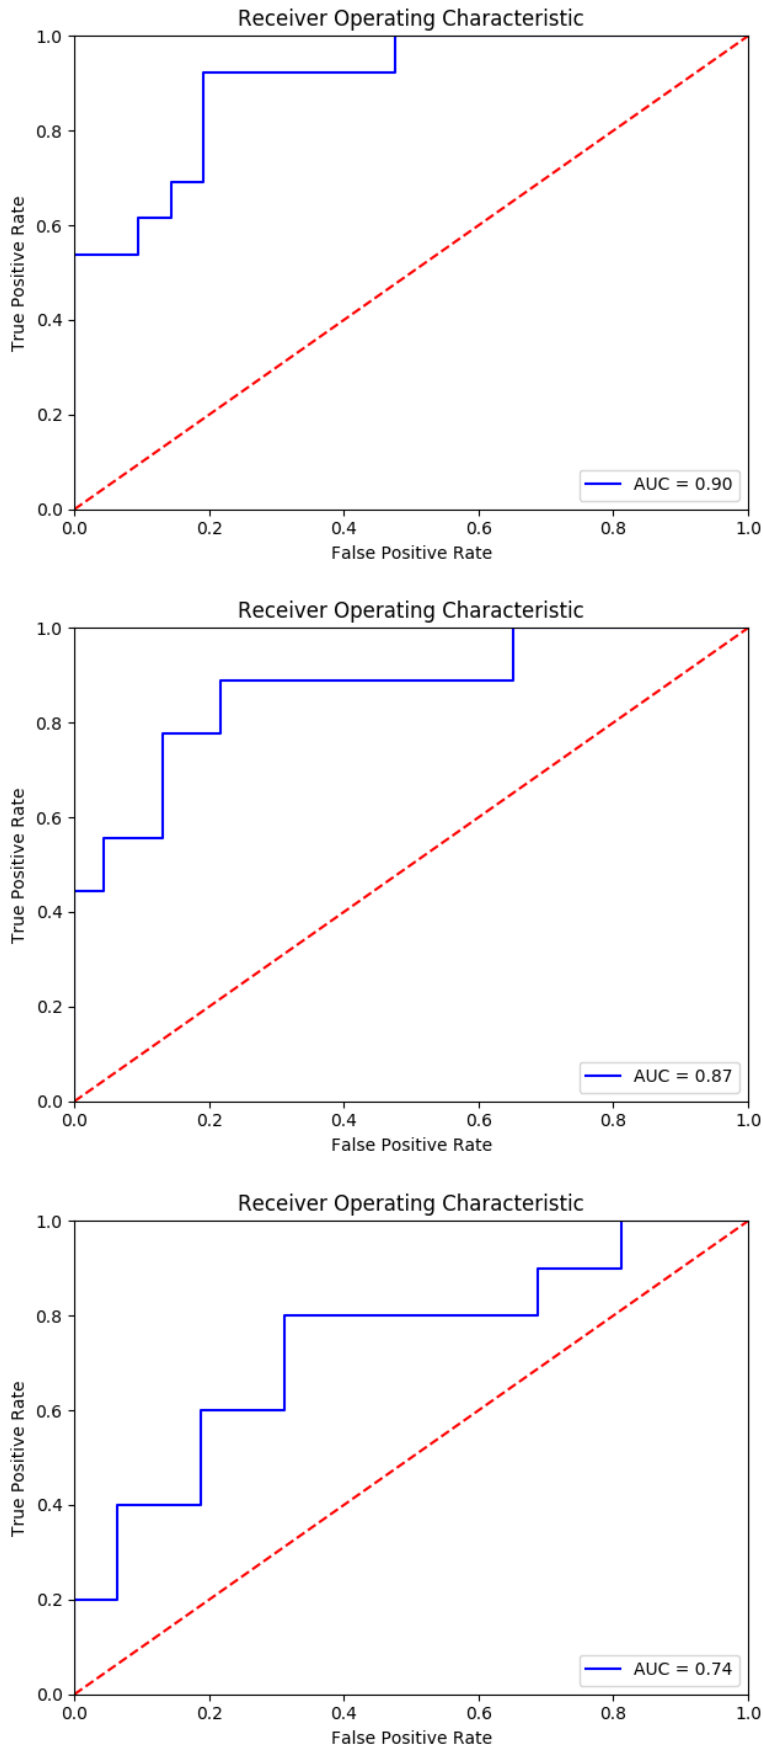 Receiver Operating Characteristic
1.0
0.8
0.6
0.4
0.2
0.0
True Positive Rate
AUC = 0.90
0.0 0.2 0.4 0.6 0.8 1.0
False Positive Rate
Receiver Operating Characteristic
1.0
0.8
0.6
0.4
0.2
0.0
True Positive Rate
AUC = 0.87
0.0 0.2 0.4 0.6 0.8 1.0
False Positive Rate
Receiver Operating Characteristic
1.0
0.8
0.6
0.4
0.2
0.0
True Positive Rate
AUC = 0.74
0.0 0.2 0.4 0.6 0.8 1.0
False Positive Rate